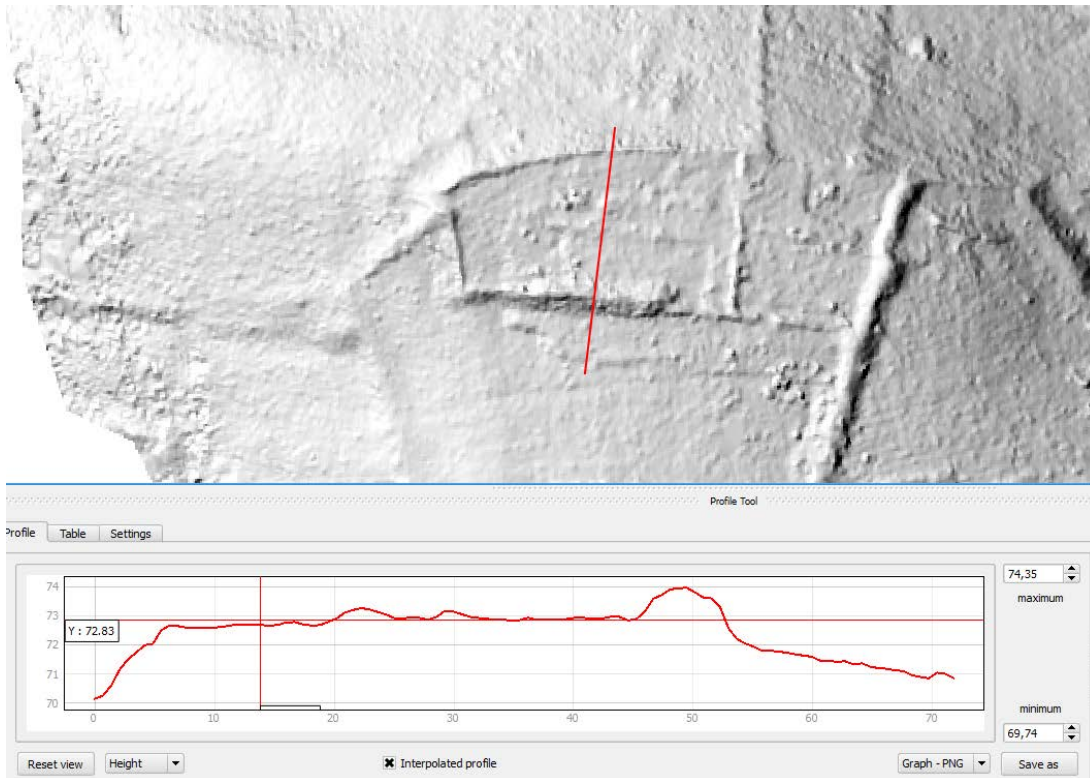 Profile Tool
Profile Table Settings
74,35
maximum
74
73
Y : 72.83
72
71
70
0 10 20 30 40 50 60 70
minimum
69,74
Reset view Height Interpolated profile Graph - PNG Save as